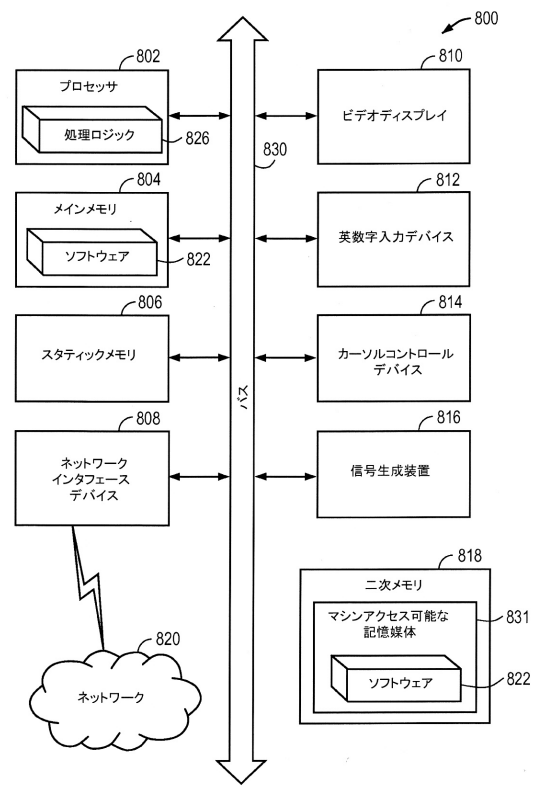 800
802
プロセッサ
処理ロジック
826
804
メインメモリ
ソフトウェア
822
806
スタティックメモリ
808
ネットワーク
インタフェース
デバイス
820
ネットワーク
830
バス
810
ビデオディスプレイ
812
英数字入力デバイス
814
カーソルコントロール
デバイス
816
信号生成装置
818
二次メモリ
マシンアクセス可能な
記憶媒体
831
ソフトウェア
822